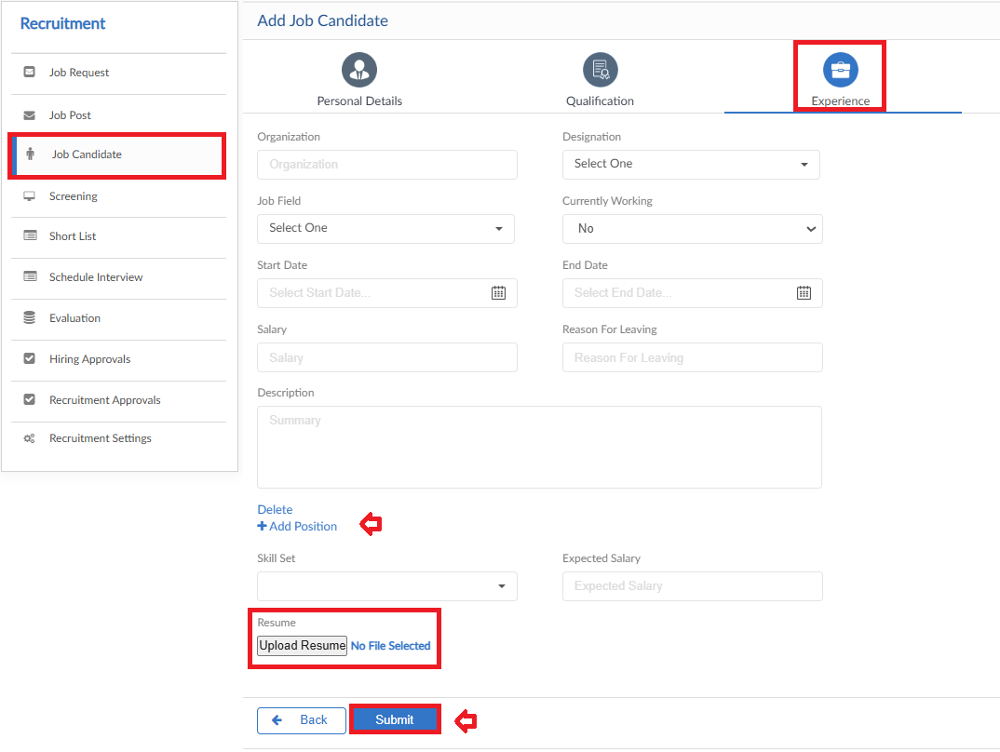 Recruitment
Job Request
Job Post
Job Candidate
Screening
Short List
Schedule Interview
Evaluation
Hiring Approvals
Recruitment Approvals
Recruitment Settings
Add Job Candidate
Personal Details
Qualification
Experience
Organization
Designation
Organization
Select One
Job Field
Currently Working
Select One
No
Start Date
End Date
Select Start Date...
Select End Date...
Salary
Reason For Leaving
Salary
Reason For Leaving
Description
Summary
Delete
+ Add Position
Skill Set
Expected Salary
Expected Salary
Resume
Upload Resume No File Selected
Back
Submit